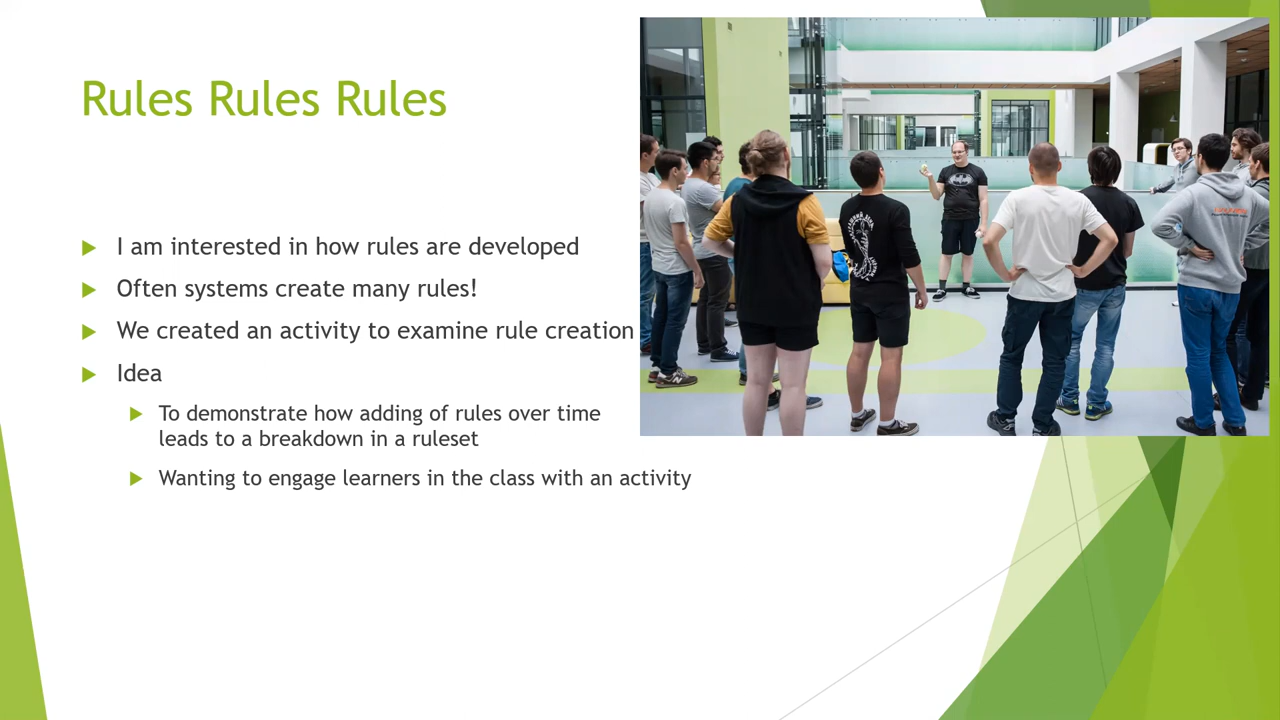 Rules Rules Rules
I am interested in how rules are developed
Often systems create many rules!
We created an activity to examine rule creation
Idea
To demonstrate how adding of rules over time
leads to a breakdown in a ruleset
Wanting to engage learners in the class with an activity